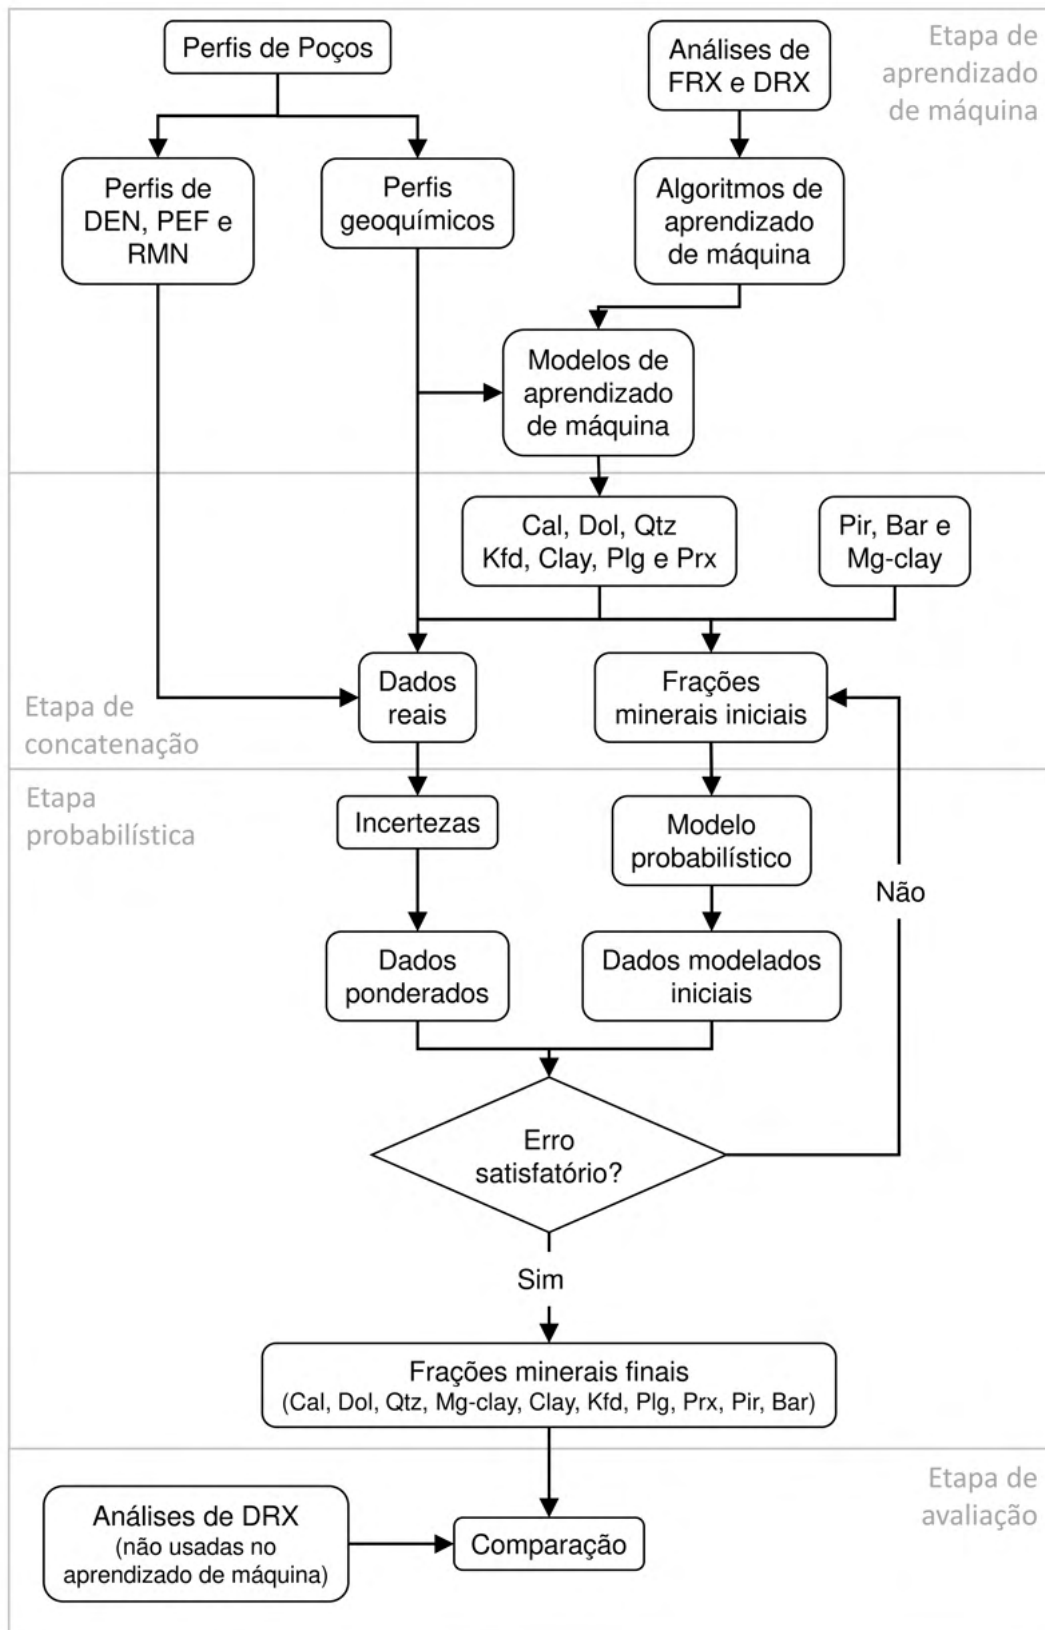 Perfis de Poços
Análises de
FRX e DRX
Etapa de
aprendizado
de máquina
Perfis de
DEN, PEF e
RMN
Perfis
geoquímicos
Algoritmos de
aprendizado
de máquina
Modelos de
aprendizado
de máquina
Cal, Dol, Qtz
Kfd, Clay, Plg e Prx
Pir, Bar e
Mg-clay
Etapa de
concatenação
Dados
reais
Frações
minerais iniciais
Etapa
probabilística
Incertezas
Modelo
probabilístico
Não
Dados
ponderados
Dados modelados
iniciais
Erro
satisfatório?
Sim
Frações minerais finais
(Cal, Dol, Qtz, Mg-clay, Clay, Kfd, Plg, Prx, Pir, Bar)
Etapa de
avaliação
Análises de DRX
(não usadas no
aprendizado de máquina)
Comparação